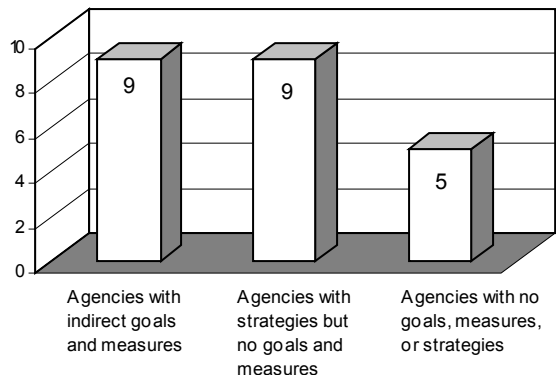 10
8
6
4
2
0
9
9
5
Agencies with
indirect goals
and measures
Agencies with
strategies but
no goals and
measures
Agencies with no
goals, measures,
or strategies